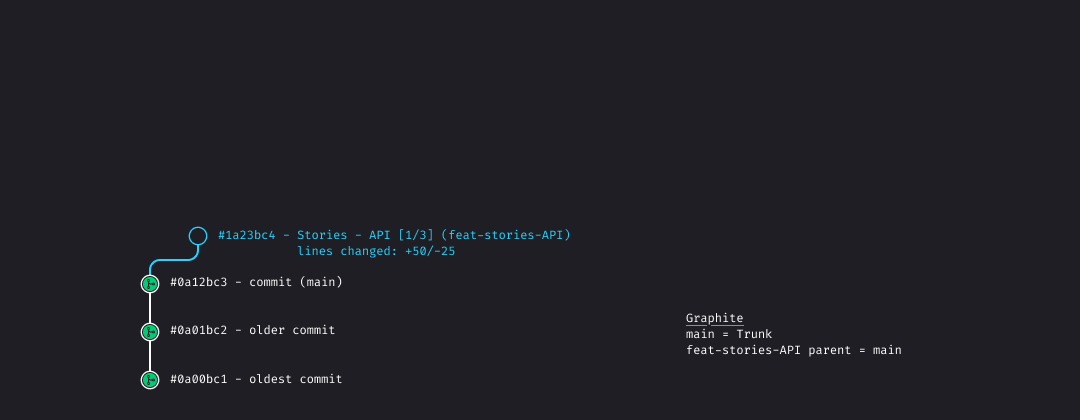 #1a23bc4 - Stories - API [1/3] (feat-stories-API)
lines changed: +50/-25
#0a12bc3 - commit (main)
#0a01bc2 - older commit
#0a00bc1 - oldest commit
Graphite
main = Trunk
feat-stories-API parent = main